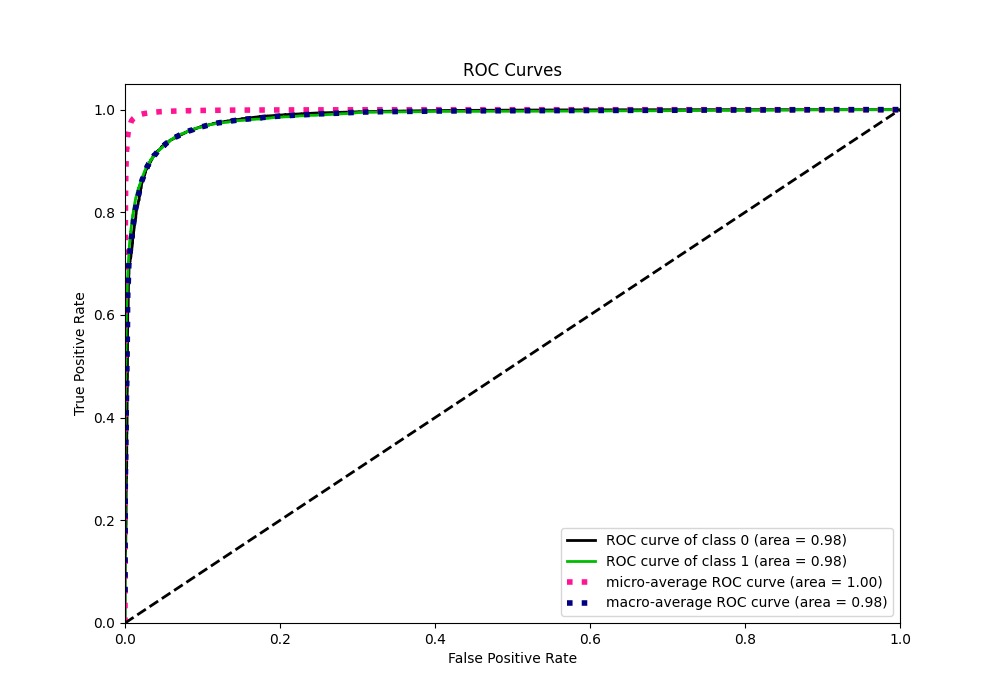 ROC Curves
1.0
0.8
0.6
0.4
0.2
0.0
True Positive Rate
ROC curve of class 0 (area = 0.98)
ROC curve of class 1 (area = 0.98)
micro-average ROC curve (area = 1.00)
macro-average ROC curve (area = 0.98)
0.0 0.2 0.4 0.6 0.8 1.0
False Positive Rate